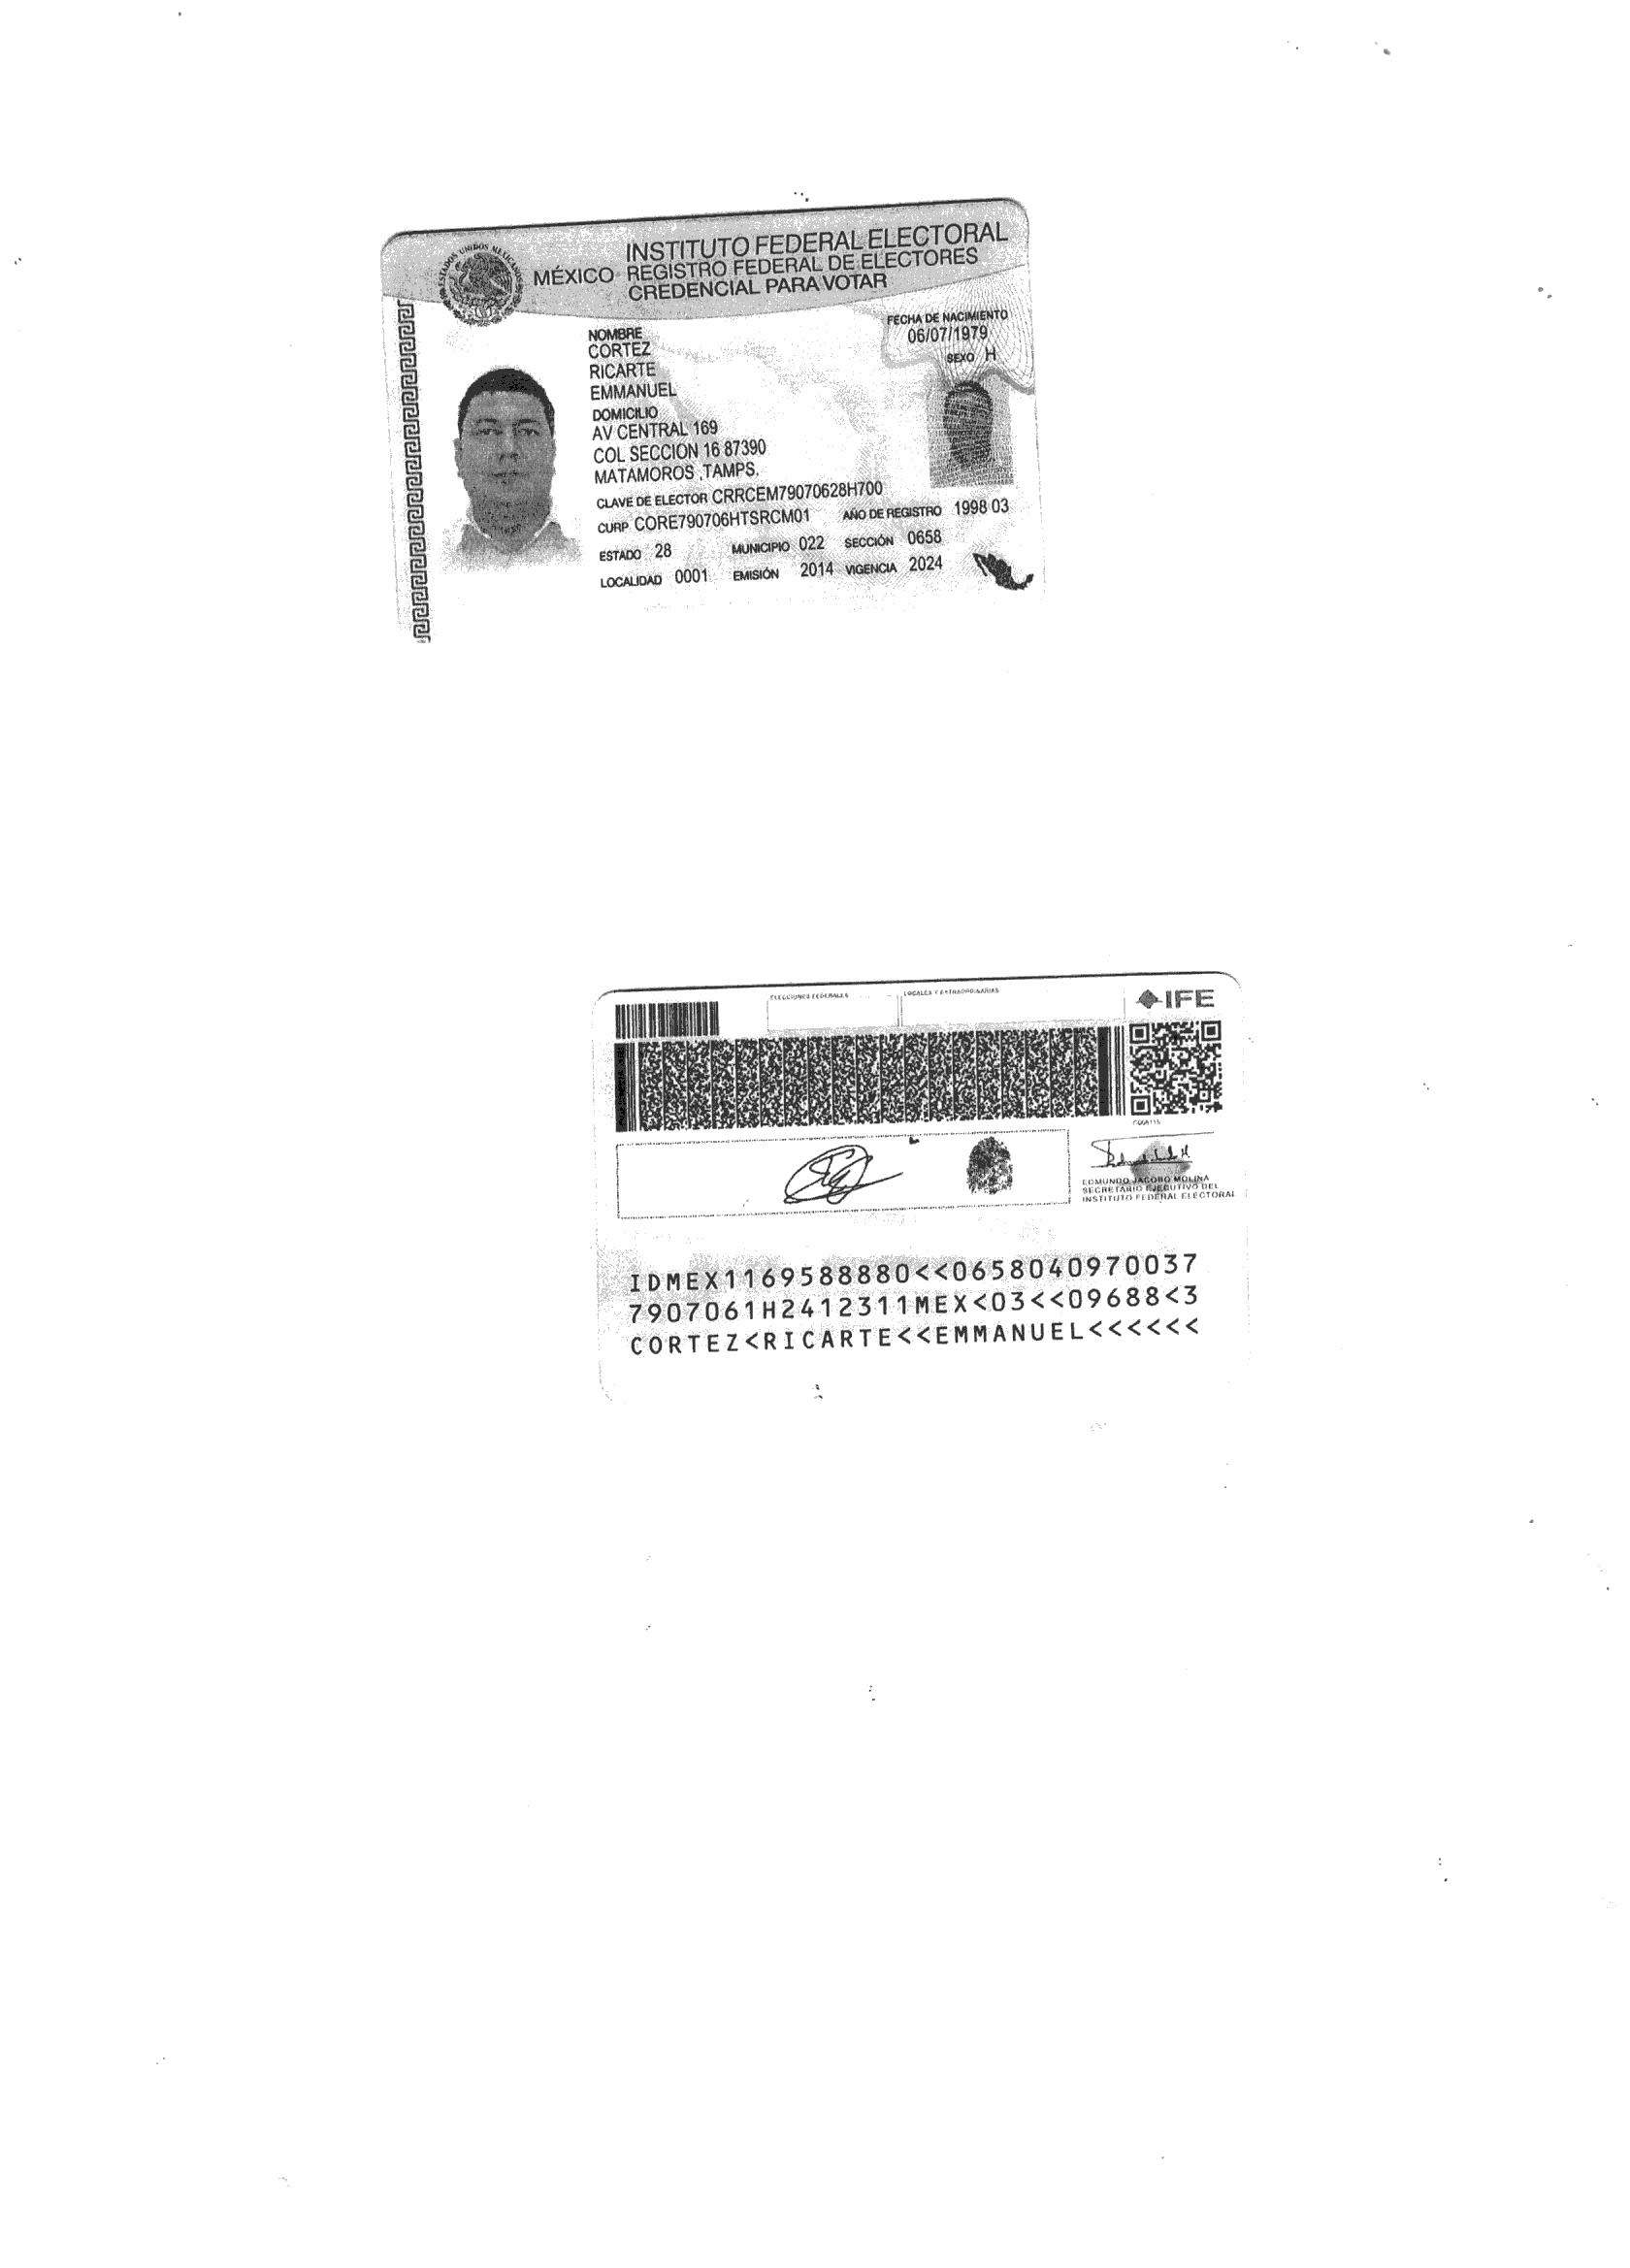 ESTADOS UNIDOS MEXICANOS
MÉXICO
INSTITUTO FEDERAL ELECTORAL
REGISTRO FEDERAL DE ELECTORES
CREDENCIAL PARA VOTAR
NOMBRE
CORTEZ
RICARTE
EMMANUEL
FECHA DE NACIMIENTO
06/07/1979
SEXO H
DOMICILIO
AV CENTRAL 169
COL SECCION 16 87390
MATAMOROS ,TAMPS.
CLAVE DE ELECTOR CRRCEM79070628H700
CURP CORE790706HTSRCM01 AÑO DE REGISTRO 1998 03
ESTADO 28 MUNICIPIO 022 SECCIÓN 0658
LOCALIDAD 0001 EMISIÓN 2014 VIGENCIA 2024
ELECCIONES FEDERALES LOCALES Y EXTRAORDINARIAS IFE
EDMUNDO JACOBO MOLINA
SECRETARIO EJECUTIVO DEL
INSTITUTO FEDERAL ELECTORAL
IDMEX1169588880<<0658040970037
7907061H2412311MEX<03<<09688<3
CORTEZ<RICARTE<<EMMANUEL<<<<<<